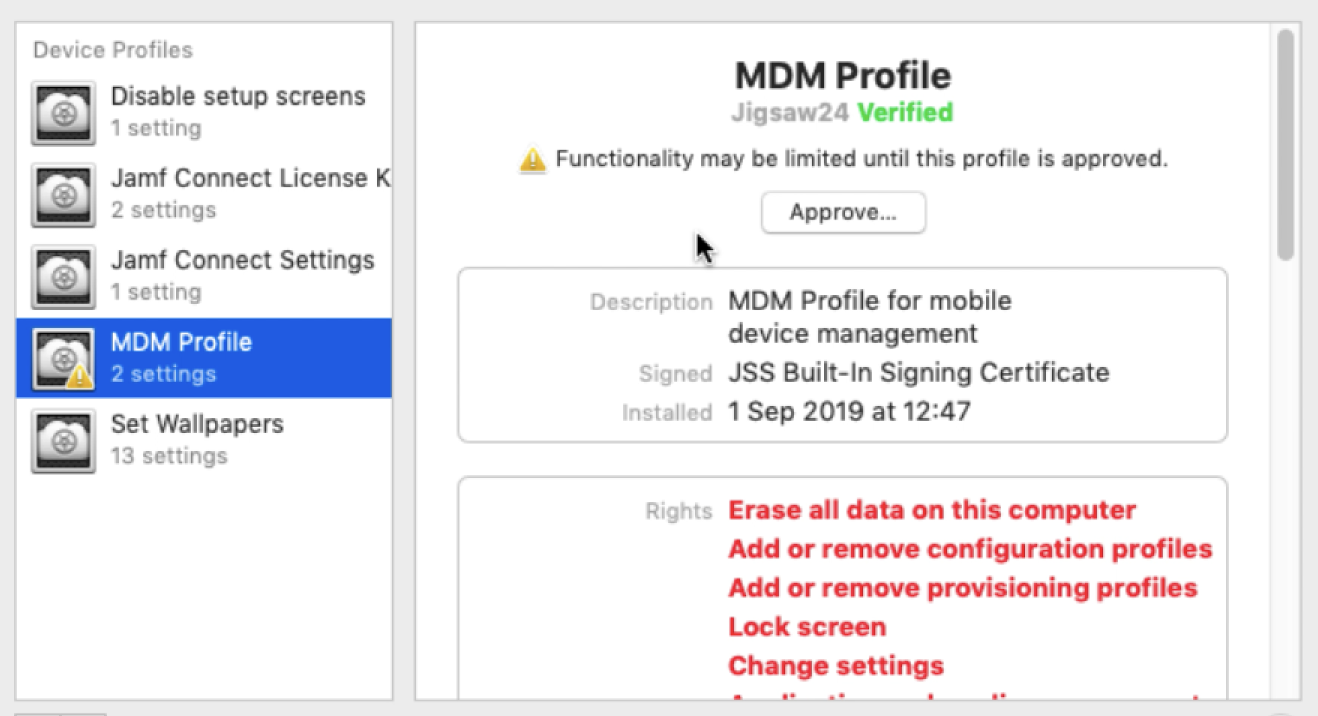 Device Profiles
Disable setup screens
1 setting
Jamf Connect License K
2 settings
Jamf Connect Settings
1 setting
MDM Profile
2 settings
Set Wallpapers
13 settings
MDM Profile
Jigsaw24 Verified
Functionality may be limited until this profile is approved.
Approve...
Description MDM Profile for mobile
device management
Signed JSS Built-In Signing Certificate
Installed 1 Sep 2019 at 12:47
Rights Erase all data on this computer
Add or remove configuration profiles
Add or remove provisioning profiles
Lock screen
Change settings